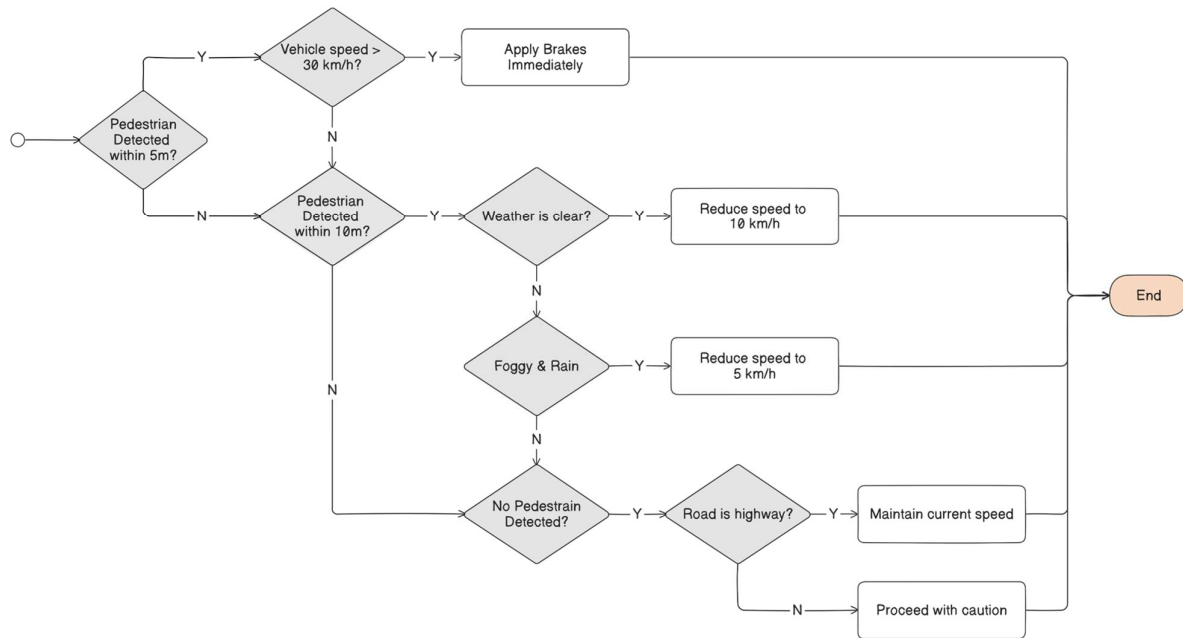 Vehicle speed >
30 km/h?
Y
Y
Apply Brakes
Immediately
Pedestrian
Detected
within 5m?
N
N
Pedestrian
Detected
within 10m?
Y
Weather is clear?
Y
Reduce speed to
10 km/h
N
End
Foggy & Rain
Y
Reduce speed to
5 km/h
N
N
No Pedestrain
Detected?
Y
Road is highway?
Y
Maintain current speed
N
Proceed with caution